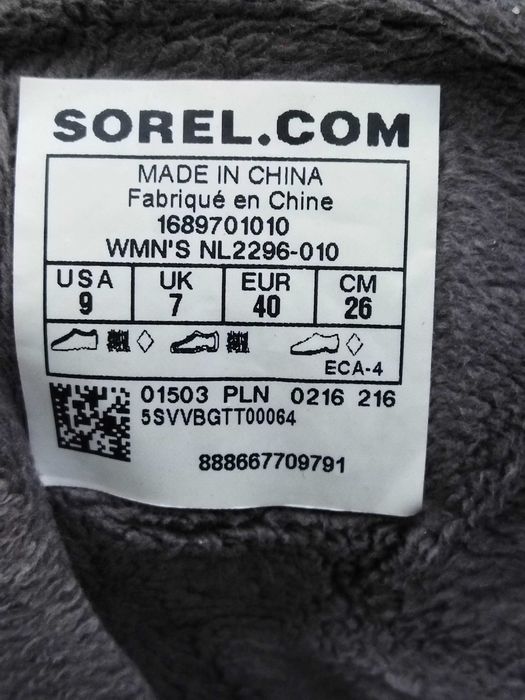 SOREL.COM
MADE IN CHINA
Fabriqué en Chine
1689701010
WMN'S NL2296-010
USA UK EUR CM
9 7 40 26
ECA-4
01503 PLN 0216 216
5SVVBGTT00064
888667709791